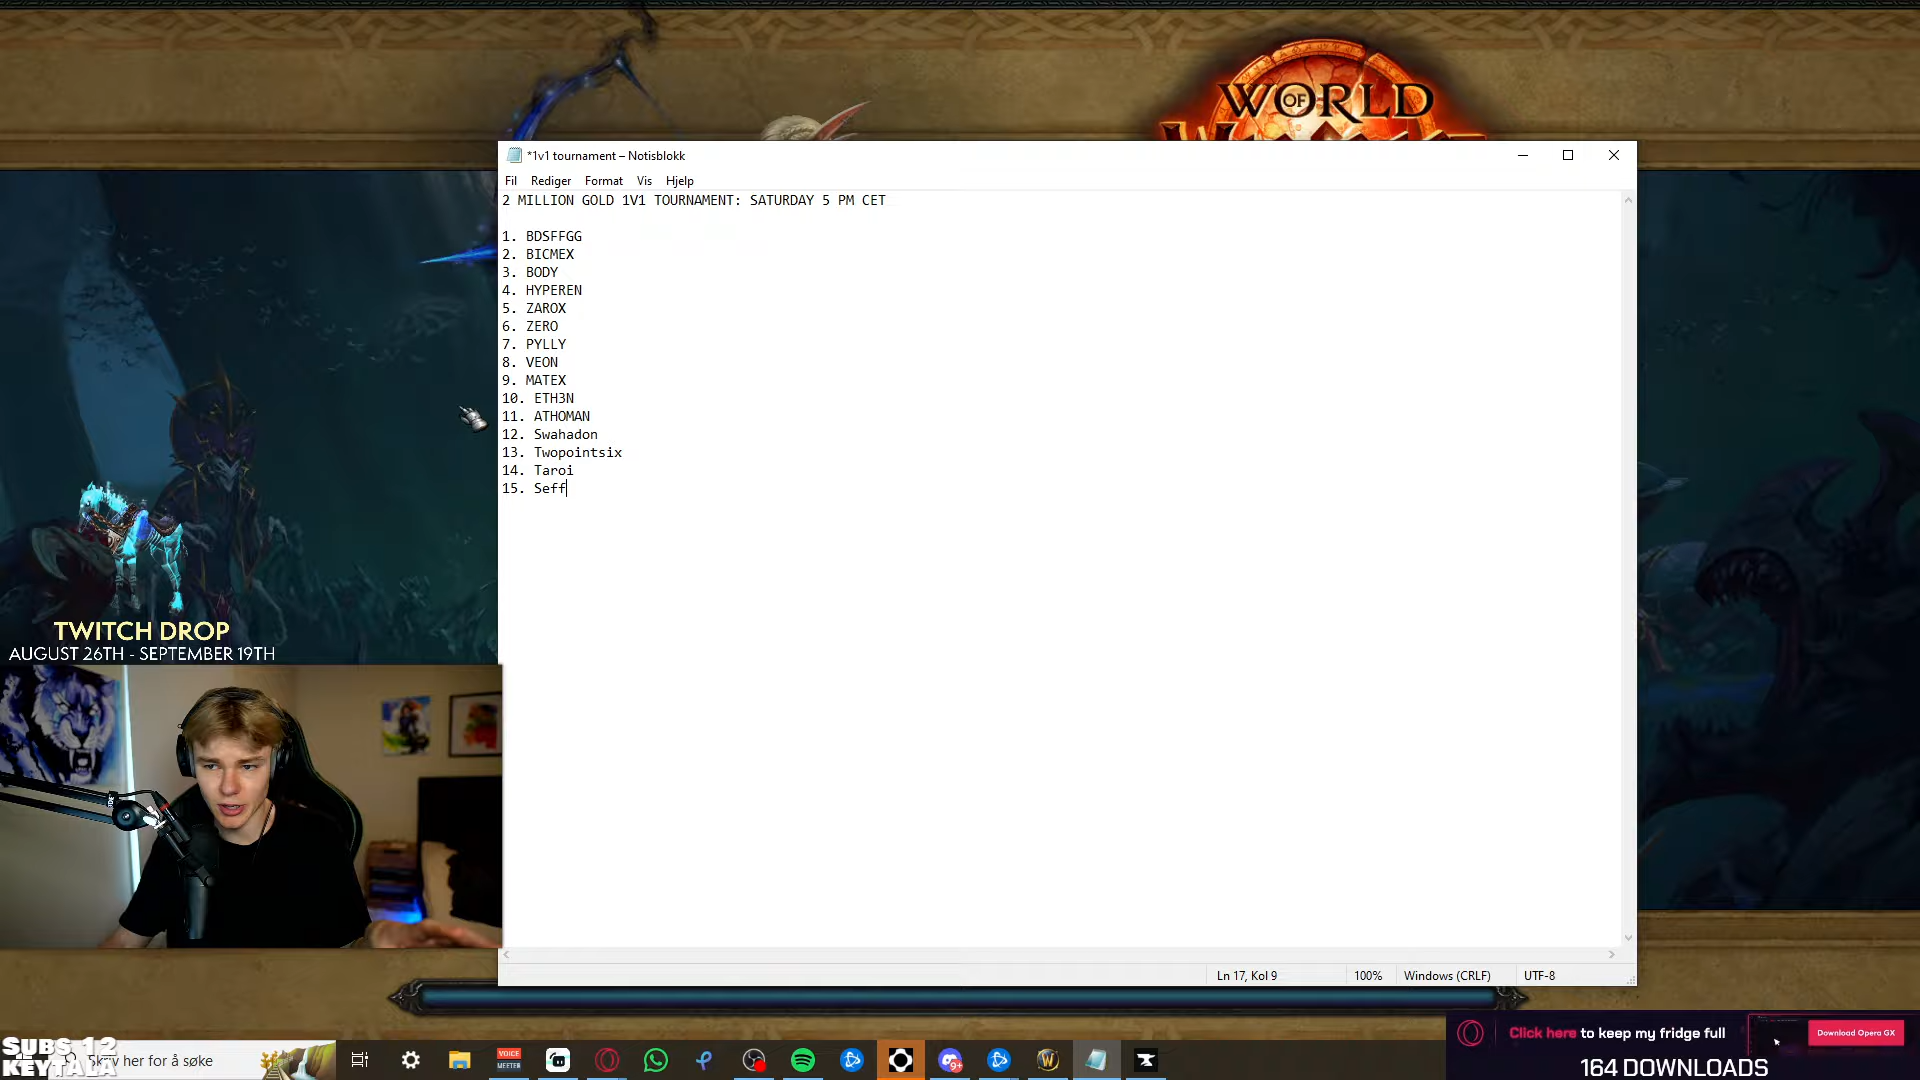 WORLD
OF
*1v1 tournament – Notisblokk
Fil Rediger Format Vis Hjelp
2 MILLION GOLD 1V1 TOURNAMENT: SATURDAY 5 PM CET
1. BDSFFGG
2. BICMEX
3. BODY
4. HYPEREN
5. ZAROX
6. ZERO
7. PYLLY
8. VEON
9. MATEX
10. ETH3N
11. ATHOMAN
12. Swahadon
13. Twopointsix
14. Taroi
15. Seff
TWITCH DROP
AUGUST 26TH - SEPTEMBER 19TH
Ln 17, Kol 9 100% Windows (CRLF) UTF-8
Click here to keep my fridge full
Download Opera GX
164 DOWNLOADS
SUBS 12
KEYTALA
her for å søke
VOICE
MEETER
9+